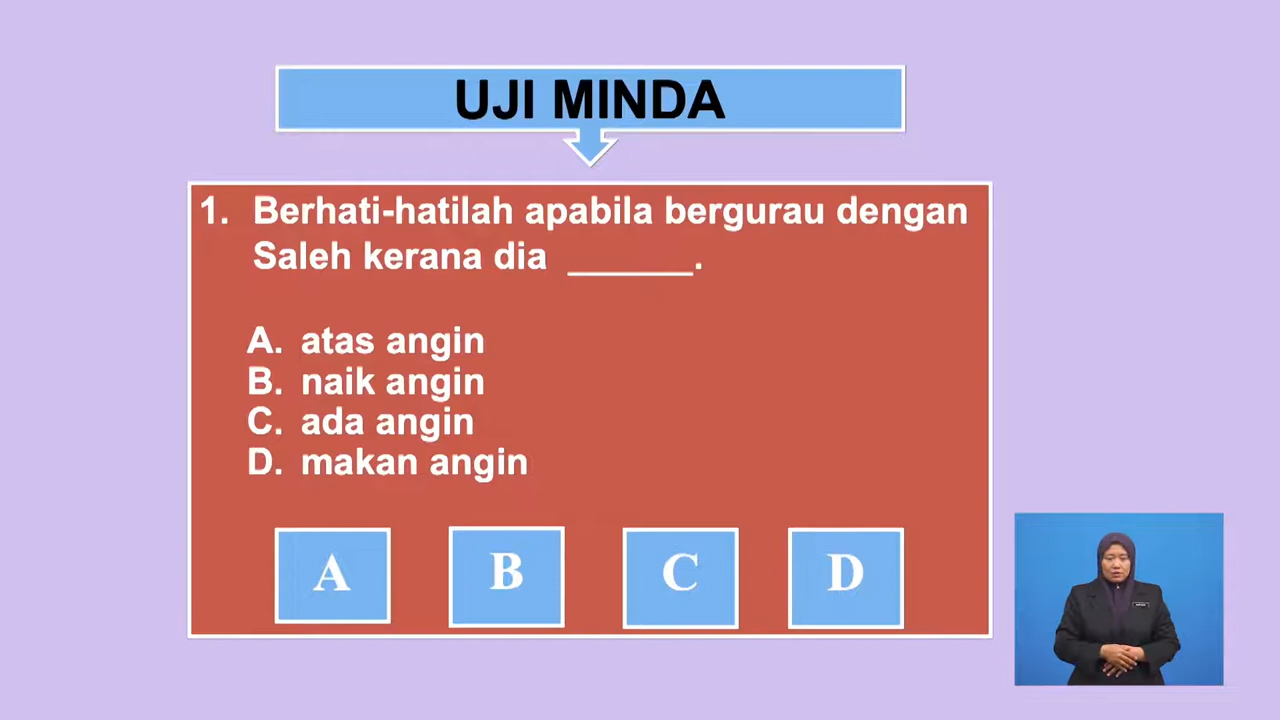 UJI MINDA
1. Berhati-hatilah apabila bergurau dengan
Saleh kerana dia ______.
A. atas angin
B. naik angin
C. ada angin
D. makan angin
A B C D